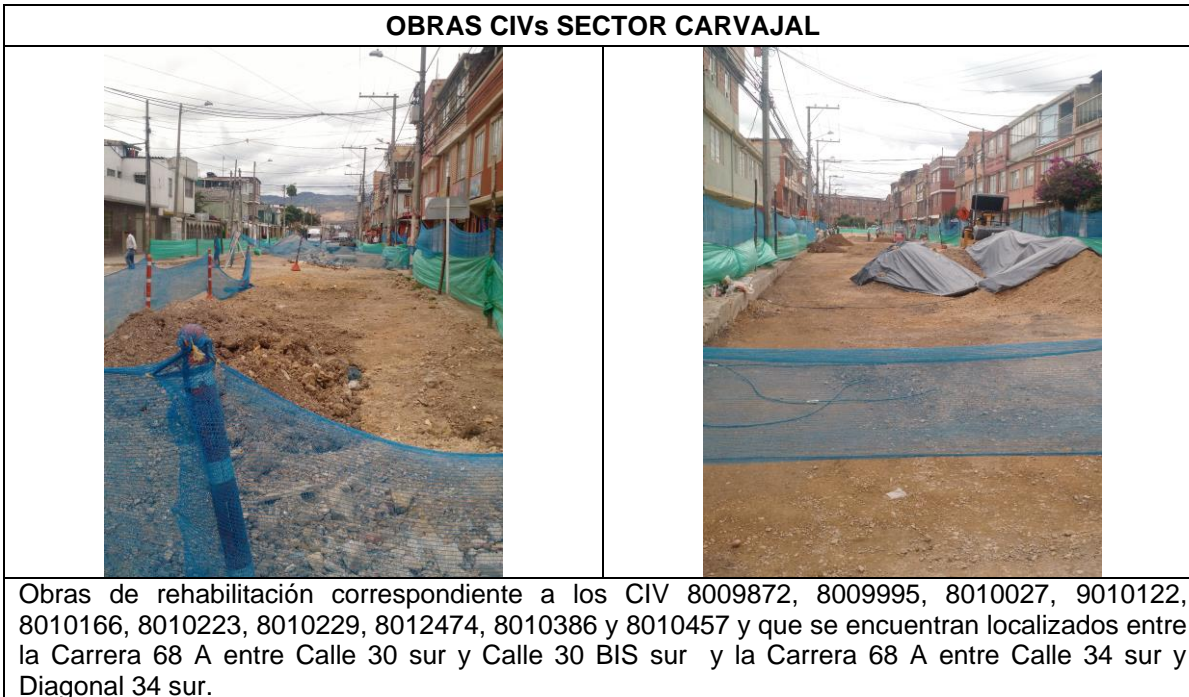 OBRAS CIVs SECTOR CARVAJAL
Obras de rehabilitación correspondiente a los CIV 8009872, 8009995, 8010027, 9010122,
8010166, 8010223, 8010229, 8012474, 8010386 y 8010457 y que se encuentran localizados entre
la Carrera 68 A entre Calle 30 sur y Calle 30 BIS sur y la Carrera 68 A entre Calle 34 sur y
Diagonal 34 sur.